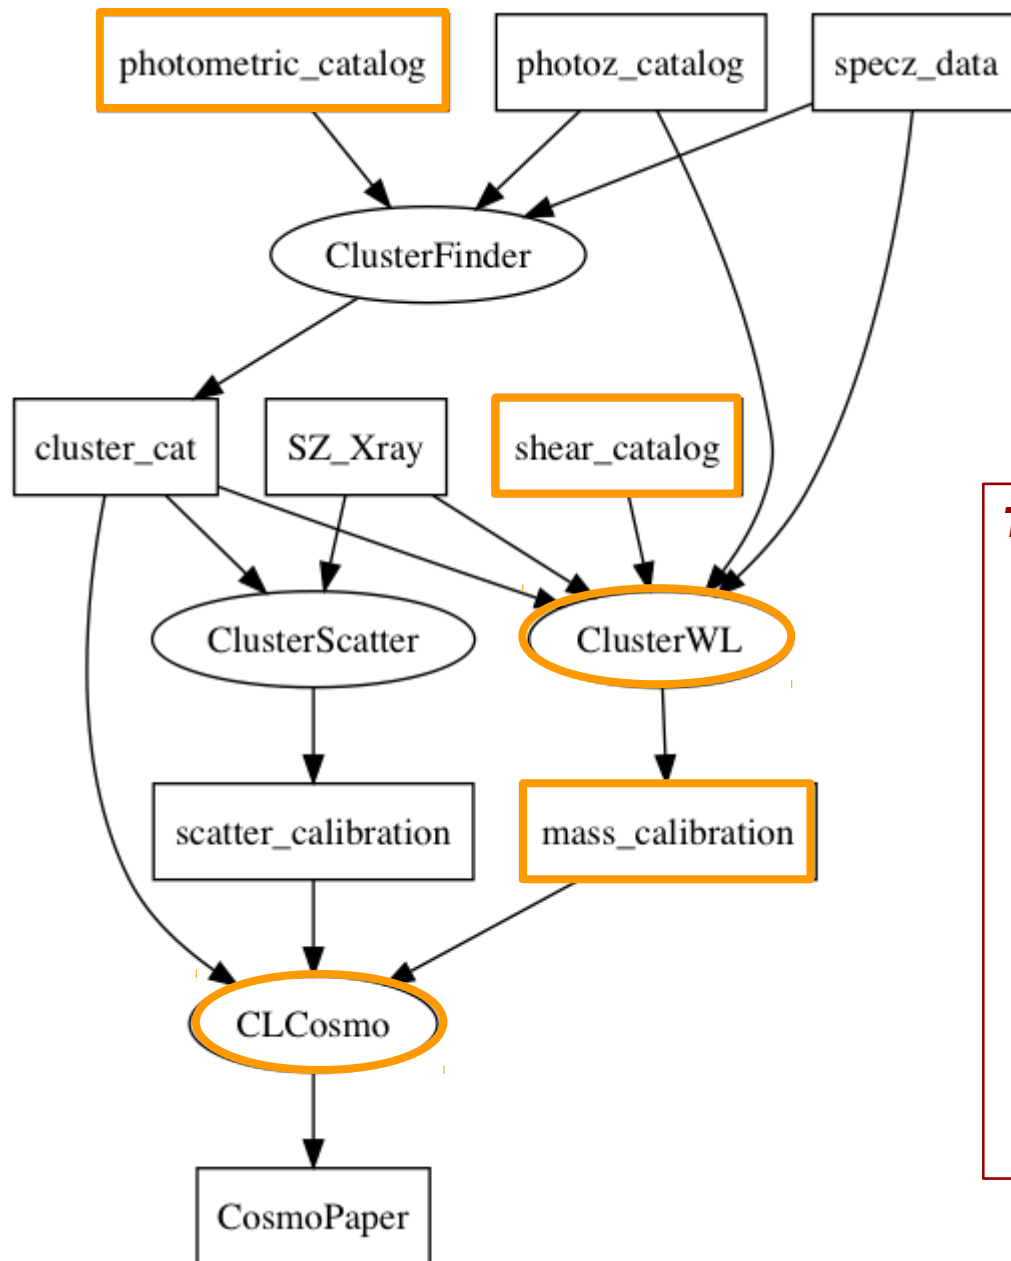 photometric_catalog
photoz_catalog
specz_data
ClusterFinder
cluster_cat
SZ_Xray
shear_catalog
ClusterScatter
ClusterWL
scatter_calibration
mass_calibration
CLCosmo
CosmoPaper